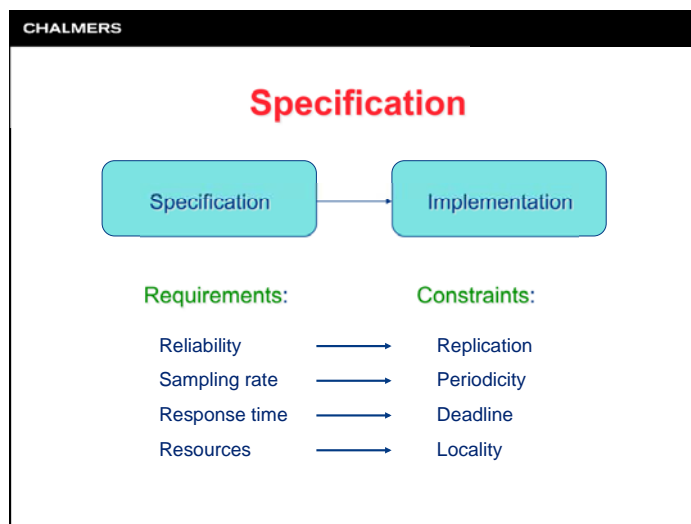 CHALMERS
Specification
Specification Implementation
Requirements: Constraints:
Reliability Replication
Sampling rate Periodicity
Response time Deadline
Resources Locality